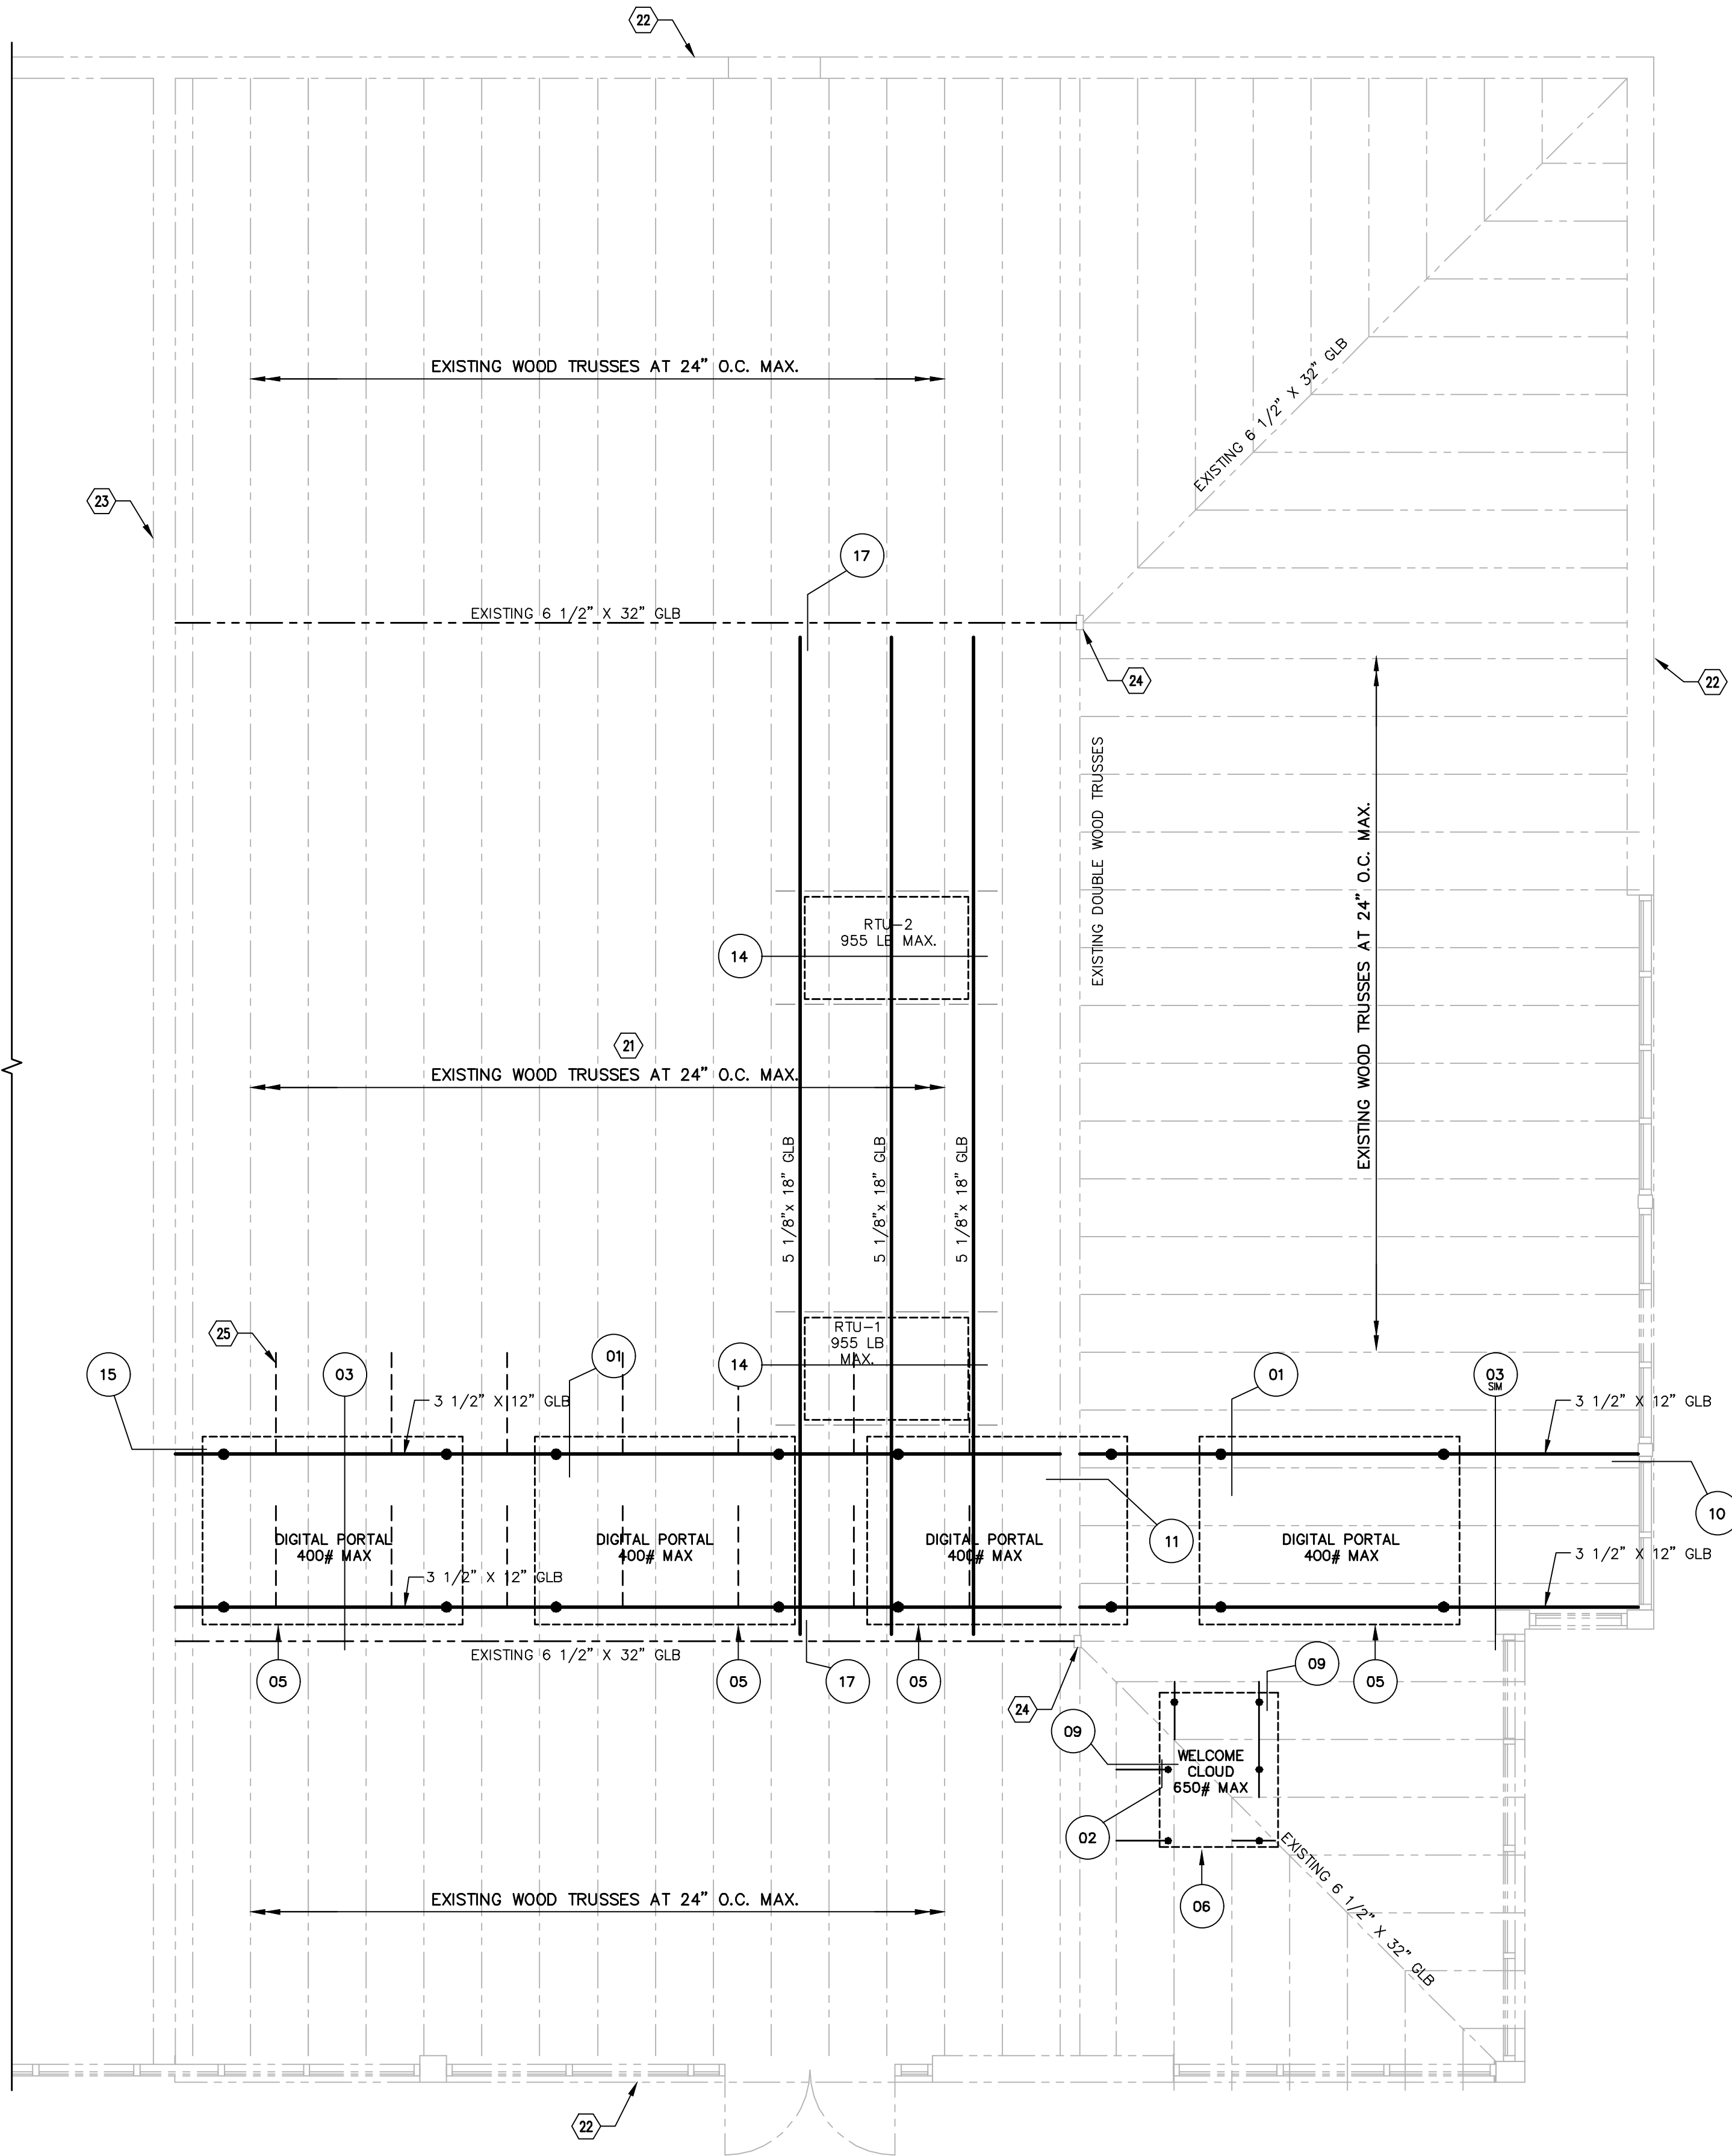 22
EXISTING WOOD TRUSSES AT 24" O.C. MAX.
EXISTING 6 1/2" X 32" GLB
23
17
EXISTING 6 1/2" X 32" GLB
24
22
EXISTING DOUBLE WOOD TRUSSES
EXISTING WOOD TRUSSES AT 24" O.C. MAX.
RTU-2
955 LB MAX.
14
21
EXISTING WOOD TRUSSES AT 24" O.C. MAX.
5 1/8"x 18" GLB
5 1/8"x 18" GLB
5 1/8"x 18" GLB
25
RTU-1
955 LB
MAX.
15
03
01
14
01
03
SIM
3 1/2" X 12" GLB
3 1/2" X 12" GLB
10
11
DIGITAL PORTAL
400# MAX
DIGITAL PORTAL
400# MAX
DIGITAL PORTAL
400# MAX
DIGITAL PORTAL
400# MAX
3 1/2" X 12" GLB
3 1/2" X 12" GLB
EXISTING 6 1/2" X 32" GLB
05
05
17
05
09
05
24
09
WELCOME
CLOUD
650# MAX
02
EXISTING 6 1/2" X 32" GLB
06
EXISTING WOOD TRUSSES AT 24" O.C. MAX.
22